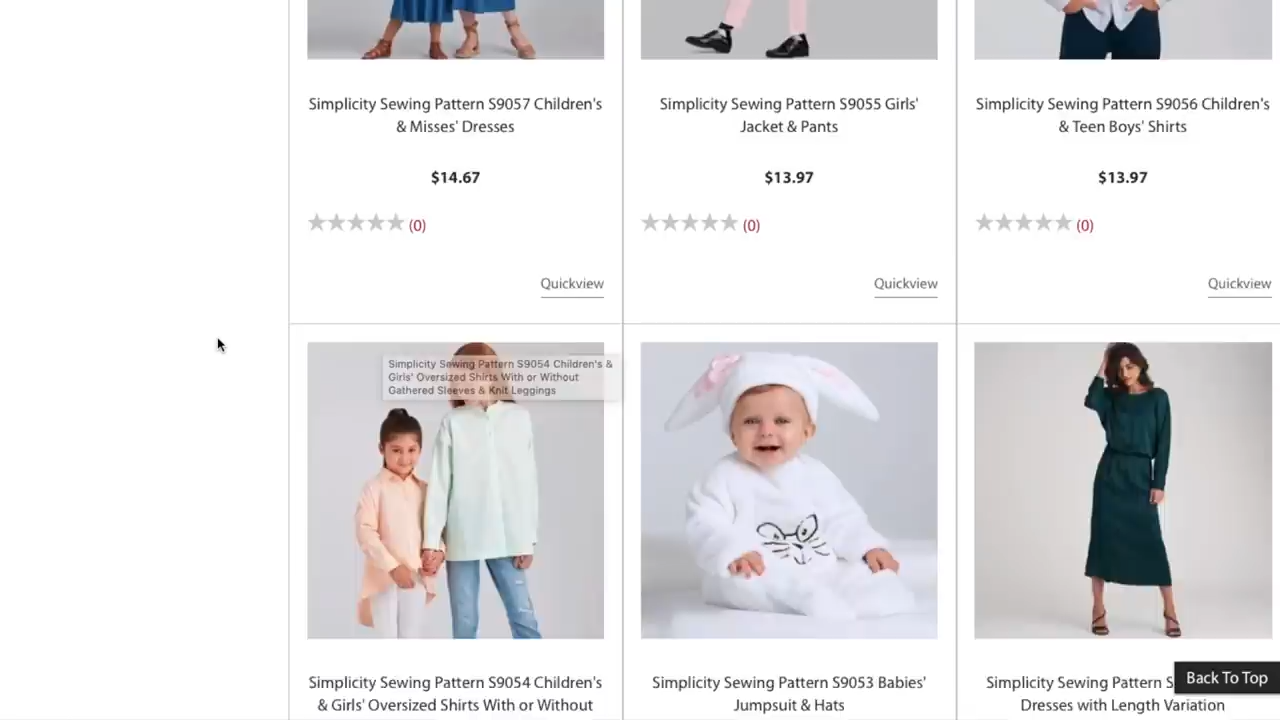 Simplicity Sewing Pattern S9057 Children's
& Misses' Dresses
$14.67
(0)
Quickview
Simplicity Sewing Pattern S9055 Girls'
Jacket & Pants
$13.97
(0)
Quickview
Simplicity Sewing Pattern S9056 Children's
& Teen Boys' Shirts
$13.97
(0)
Quickview
Simplicity Sewing Pattern S9054 Children's &
Girls' Oversized Shirts With or Without
Gathered Sleeves & Knit Leggings
Simplicity Sewing Pattern S9054 Children's
& Girls' Oversized Shirts With or Without
Simplicity Sewing Pattern S9053 Babies'
Jumpsuit & Hats
Simplicity Sewing Pattern
Dresses with Length Variation
Back To Top